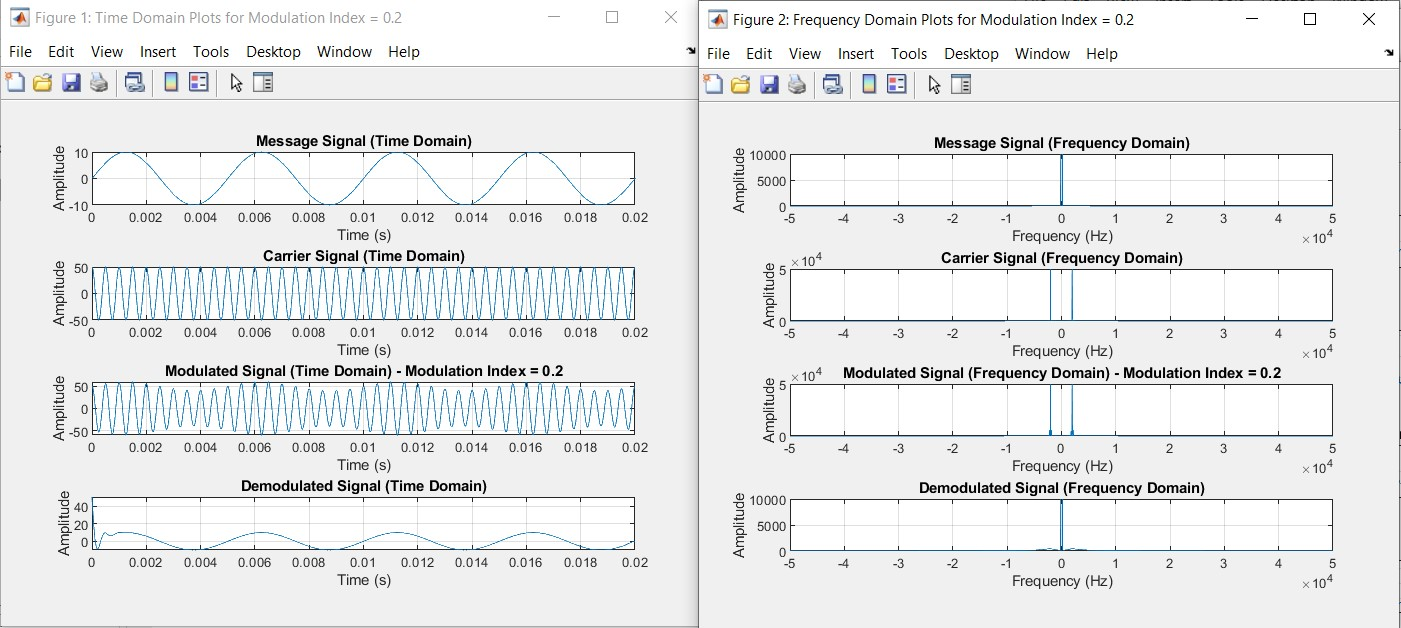 Figure 1: Time Domain Plots for Modulation Index = 0.2
File Edit View Insert Tools Desktop Window Help
Message Signal (Time Domain)
Amplitude
10
0
-10
0 0.002 0.004 0.006 0.008 0.01 0.012 0.014 0.016 0.018 0.02
Time (s)
Carrier Signal (Time Domain)
Amplitude
50
0
-50
0 0.002 0.004 0.006 0.008 0.01 0.012 0.014 0.016 0.018 0.02
Time (s)
Modulated Signal (Time Domain) - Modulation Index = 0.2
Amplitude
50
0
-50
0 0.002 0.004 0.006 0.008 0.01 0.012 0.014 0.016 0.018 0.02
Time (s)
Demodulated Signal (Time Domain)
Amplitude
40
20
0
0 0.002 0.004 0.006 0.008 0.01 0.012 0.014 0.016 0.018 0.02
Time (s)
Figure 2: Frequency Domain Plots for Modulation Index = 0.2
File Edit View Insert Tools Desktop Window Help
Message Signal (Frequency Domain)
Amplitude
10000
5000
0
-5 -4 -3 -2 -1 0 1 2 3 4 5
Frequency (Hz)
×10⁴
Carrier Signal (Frequency Domain)
×10⁴
Amplitude
5
0
-5 -4 -3 -2 -1 0 1 2 3 4 5
Frequency (Hz)
×10⁴
Modulated Signal (Frequency Domain) - Modulation Index = 0.2
×10⁴
Amplitude
5
0
-5 -4 -3 -2 -1 0 1 2 3 4 5
Frequency (Hz)
×10⁴
Demodulated Signal (Frequency Domain)
Amplitude
10000
5000
0
-5 -4 -3 -2 -1 0 1 2 3 4 5
Frequency (Hz)
×10⁴